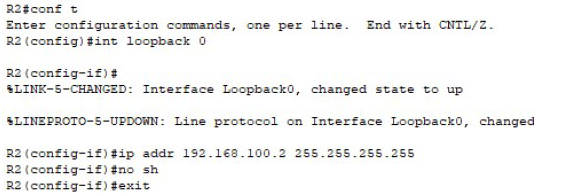 R2#conf t
Enter configuration commands, one per line.  End with CNTL/Z.
R2(config)#int loopback 0
R2(config-if)#
%LINK-5-CHANGED: Interface Loopback0, changed state to up
%LINEPROTO-5-UPDOWN: Line protocol on Interface Loopback0, changed
R2(config-if)#ip addr 192.168.100.2 255.255.255.255
R2(config-if)#no sh
R2(config-if)#exit